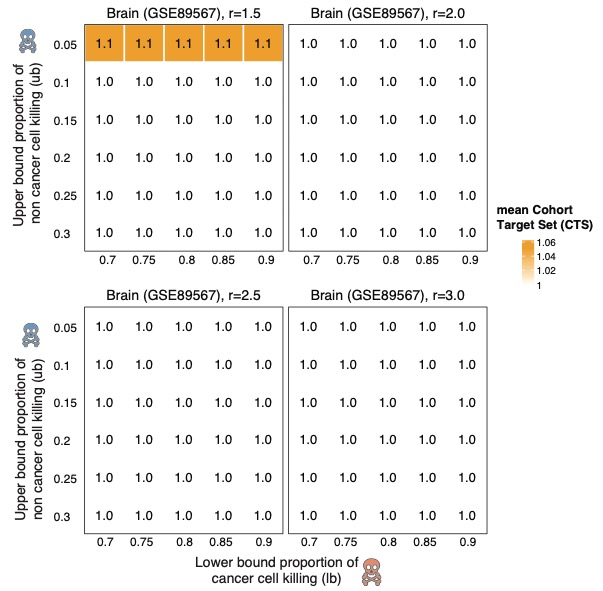 Brain (GSE89567), r=1.5
Brain (GSE89567), r=2.0
Upper bound proportion of
non cancer cell killing (ub)
0.05 1.1 1.1 1.1 1.1 1.1 1.0 1.0 1.0 1.0 1.0
0.1 1.0 1.0 1.0 1.0 1.0 1.0 1.0 1.0 1.0 1.0
0.15 1.0 1.0 1.0 1.0 1.0 1.0 1.0 1.0 1.0 1.0
0.2 1.0 1.0 1.0 1.0 1.0 1.0 1.0 1.0 1.0 1.0
0.25 1.0 1.0 1.0 1.0 1.0 1.0 1.0 1.0 1.0 1.0
0.3 1.0 1.0 1.0 1.0 1.0 1.0 1.0 1.0 1.0 1.0
0.7 0.75 0.8 0.85 0.9 0.7 0.75 0.8 0.85 0.9
mean Cohort
Target Set (CTS)
1.06
1.04
1.02
1
Brain (GSE89567), r=2.5
Brain (GSE89567), r=3.0
Upper bound proportion of
non cancer cell killing (ub)
0.05 1.0 1.0 1.0 1.0 1.0 1.0 1.0 1.0 1.0 1.0
0.1 1.0 1.0 1.0 1.0 1.0 1.0 1.0 1.0 1.0 1.0
0.15 1.0 1.0 1.0 1.0 1.0 1.0 1.0 1.0 1.0 1.0
0.2 1.0 1.0 1.0 1.0 1.0 1.0 1.0 1.0 1.0 1.0
0.25 1.0 1.0 1.0 1.0 1.0 1.0 1.0 1.0 1.0 1.0
0.3 1.0 1.0 1.0 1.0 1.0 1.0 1.0 1.0 1.0 1.0
0.7 0.75 0.8 0.85 0.9 0.7 0.75 0.8 0.85 0.9
Lower bound proportion of
cancer cell killing (lb)